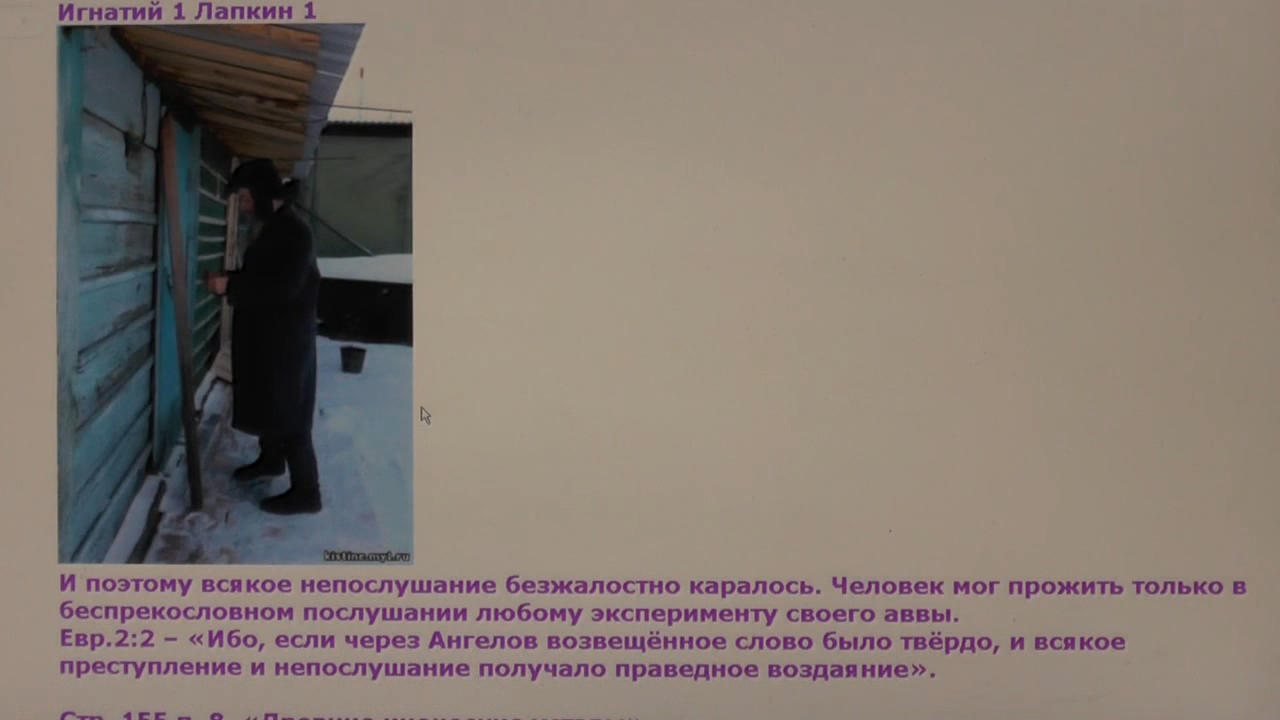 Игнатий 1 Лапкин 1
kistine.my1.ru
И поэтому всякое непослушание безжалостно каралось. Человек мог прожить только в
беспрекословном послушании любому эксперименту своего аввы.
Евр.2:2 – «Ибо, если через Ангелов возвещённое слово было твёрдо, и всякое
преступление и непослушание получало праведное воздаяние».